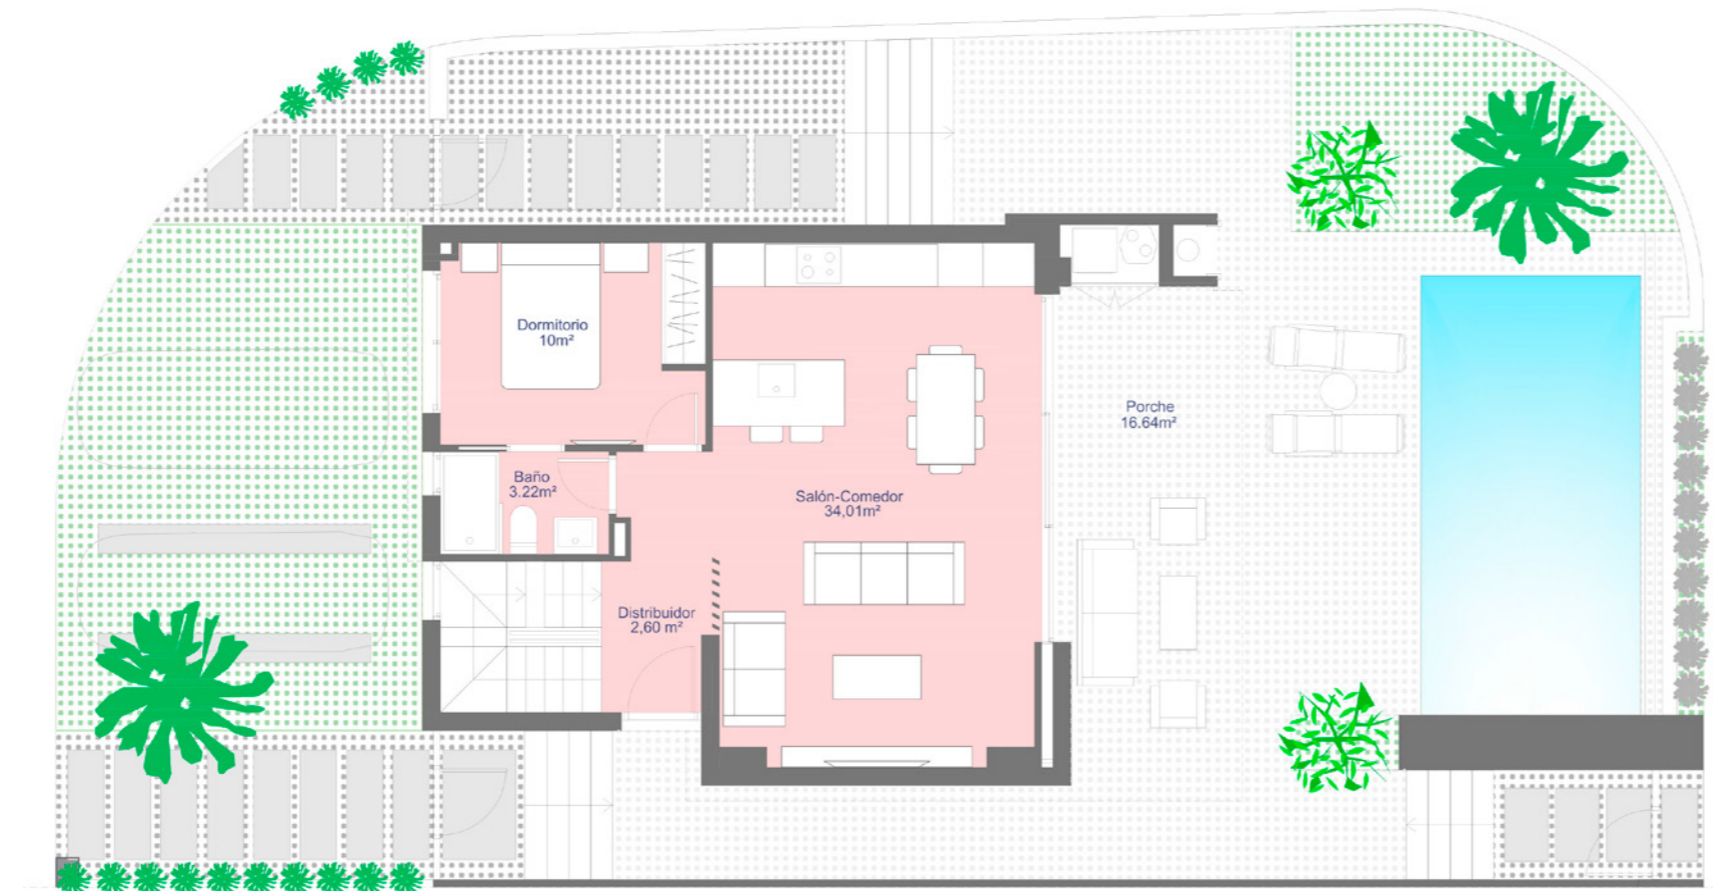 Dormitorio
10m²
Porche
16.64m²
Baño
3.22m²
Salón-Comedor
34,01m²
Distribuidor
2,60 m²